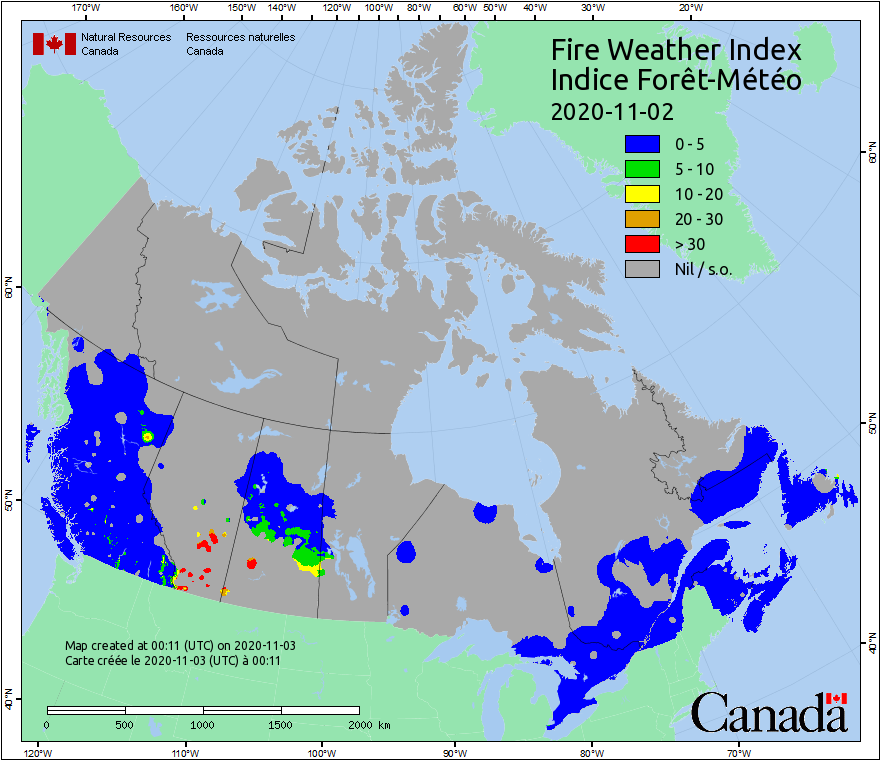 170°W 160°W 150°W 140°W 130°W 120°W 110°W 100°W 90°W 80°W 60°W 50°W 40°W 30°W 20°W
Natural Resources Ressources naturelles
Canada Canada
Fire Weather Index
Indice Forêt-Météo
2020-11-02
0 - 5
5 - 10
10 - 20
20 - 30
> 30
Nil / s.o.
60°N
60°N
50°N
50°N
40°N
40°N
Map created at 00:11 (UTC) on 2020-11-03
Carte créée le 2020-11-03 (UTC) à 00:11
0 500 1000 1500 2000 km
Canada
120°W 110°W 100°W 90°W 80°W 70°W